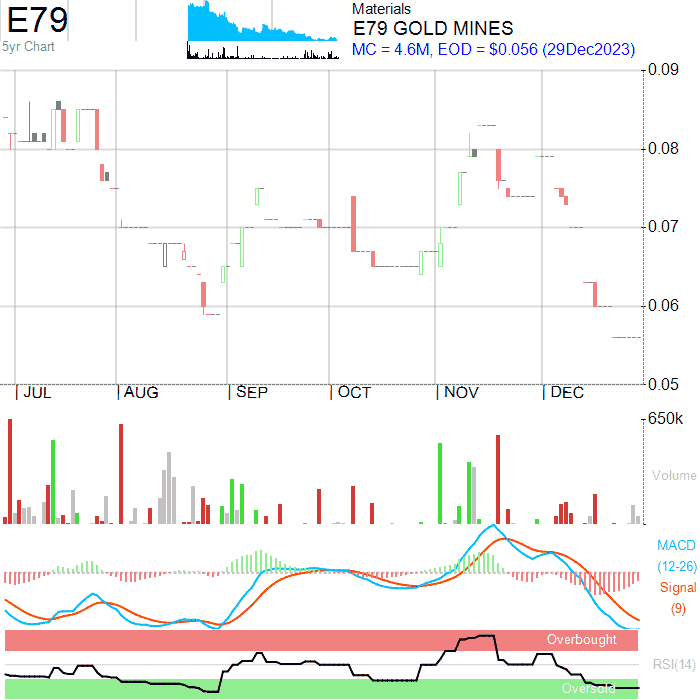 E79
5yr Chart
Materials
E79 GOLD MINES
MC = 4.6M, EOD = $0.056 (29Dec2023)
0.09
0.08
0.07
0.06
0.05
JUL AUG SEP OCT NOV DEC
650k
Volume
MACD
(12-26)
Signal
(9)
Overbought
RSI(14)
Oversold